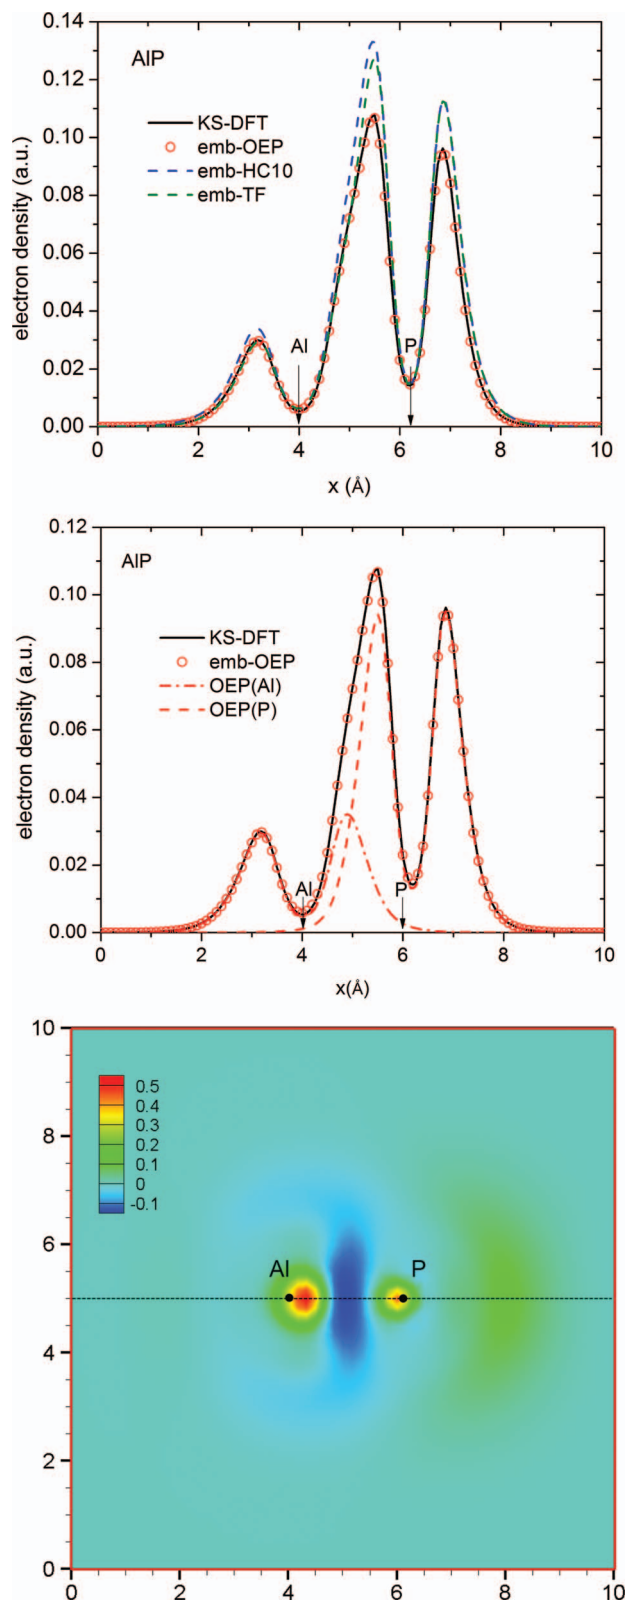 0.14
AlP
0.12
KS-DFT
emb-OEP
emb-HC10
emb-TF
0.10
0.08
0.06
0.04
0.02
0.00
electron density (a.u.)
Al
P
0 2 4 6 8 10
x (Å)
0.12
AlP
0.10
KS-DFT
emb-OEP
OEP(Al)
OEP(P)
0.08
0.06
0.04
0.02
0.00
electron density (a.u.)
Al
P
0 2 4 6 8 10
x(Å)
10
8
6
4
2
0
0.5
0.4
0.3
0.2
0.1
0
-0.1
Al
P
0 2 4 6 8 10